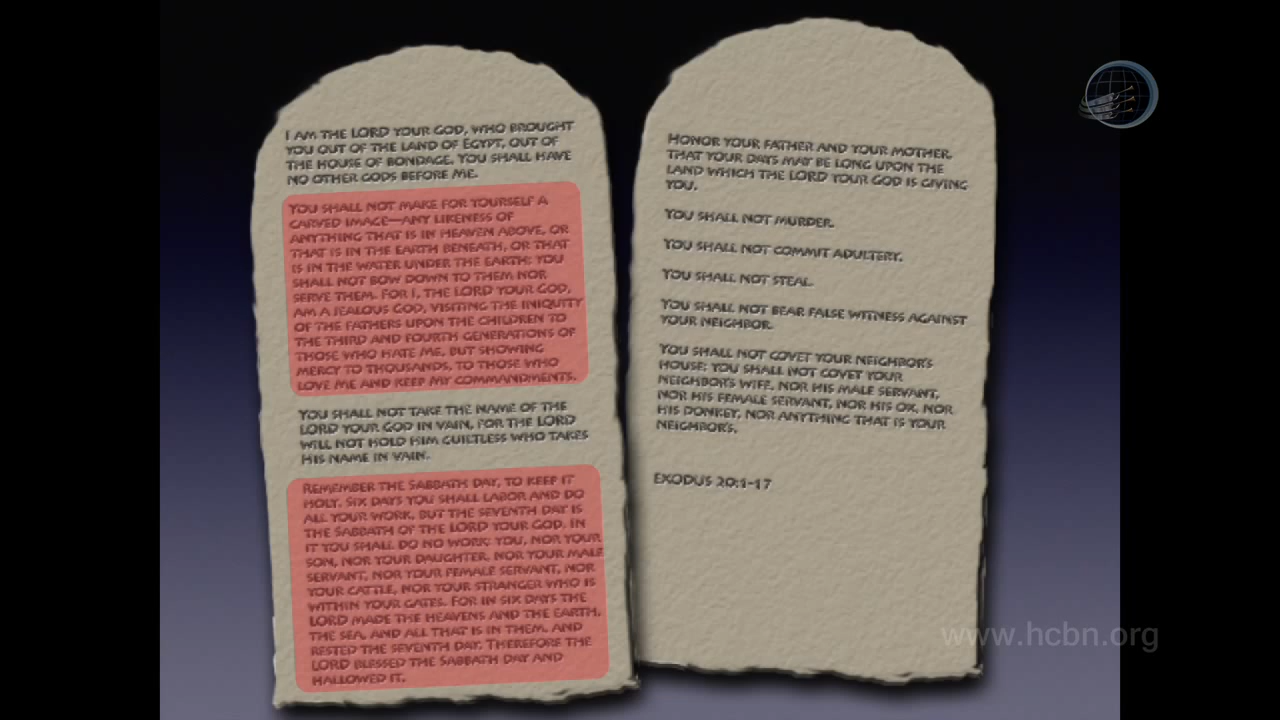 I AM THE LORD YOUR GOD, WHO BROUGHT
YOU OUT OF THE LAND OF EGYPT, OUT OF
THE HOUSE OF BONDAGE. YOU SHALL HAVE
NO OTHER GODS BEFORE ME.
YOU SHALL NOT MAKE FOR YOURSELF A
CARVED IMAGE—ANY LIKENESS OF
ANYTHING THAT IS IN HEAVEN ABOVE, OR
THAT IS IN THE EARTH BENEATH, OR THAT
IS IN THE WATER UNDER THE EARTH; YOU
SHALL NOT BOW DOWN TO THEM NOR
SERVE THEM. FOR I, THE LORD YOUR GOD,
AM A JEALOUS GOD, VISITING THE INIQUITY
OF THE FATHERS UPON THE CHILDREN TO
THE THIRD AND FOURTH GENERATIONS OF
THOSE WHO HATE ME, BUT SHOWING
MERCY TO THOUSANDS, TO THOSE WHO
LOVE ME AND KEEP MY COMMANDMENTS.
YOU SHALL NOT TAKE THE NAME OF THE
LORD YOUR GOD IN VAIN, FOR THE LORD
WILL NOT HOLD HIM GUILTLESS WHO TAKES
HIS NAME IN VAIN.
REMEMBER THE SABBATH DAY, TO KEEP IT
HOLY. SIX DAYS YOU SHALL LABOR AND DO
ALL YOUR WORK, BUT THE SEVENTH DAY IS
THE SABBATH OF THE LORD YOUR GOD. IN
IT YOU SHALL DO NO WORK: YOU, NOR YOUR
SON, NOR YOUR DAUGHTER, NOR YOUR MALE
SERVANT, NOR YOUR FEMALE SERVANT, NOR
YOUR CATTLE, NOR YOUR STRANGER WHO IS
WITHIN YOUR GATES. FOR IN SIX DAYS THE
LORD MADE THE HEAVENS AND THE EARTH,
THE SEA, AND ALL THAT IS IN THEM, AND
RESTED THE SEVENTH DAY. THEREFORE THE
LORD BLESSED THE SABBATH DAY AND
HALLOWED IT.
HONOR YOUR FATHER AND YOUR MOTHER,
THAT YOUR DAYS MAY BE LONG UPON THE
LAND WHICH THE LORD YOUR GOD IS GIVING
YOU.
YOU SHALL NOT MURDER.
YOU SHALL NOT COMMIT ADULTERY.
YOU SHALL NOT STEAL.
YOU SHALL NOT BEAR FALSE WITNESS AGAINST
YOUR NEIGHBOR.
YOU SHALL NOT COVET YOUR NEIGHBOR'S
HOUSE; YOU SHALL NOT COVET YOUR
NEIGHBOR'S WIFE, NOR HIS MALE SERVANT,
NOR HIS FEMALE SERVANT, NOR HIS OX, NOR
HIS DONKEY, NOR ANYTHING THAT IS YOUR
NEIGHBOR'S.
EXODUS 20:1-17
www.hcbn.org